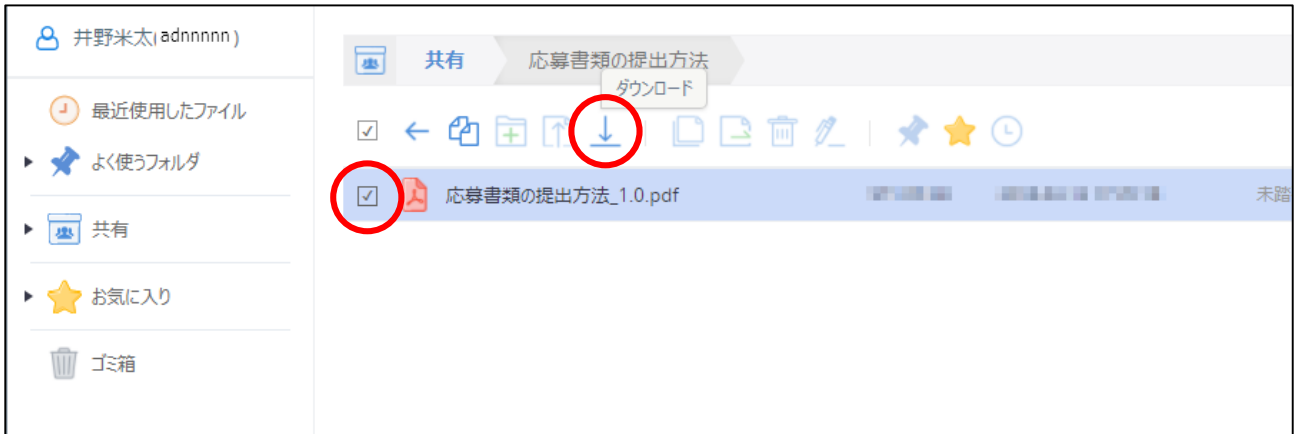 井野米太(adnnnnn)
共有
応募書類の提出方法
ダウンロード
最近使用したファイル
よく使うフォルダ
応募書類の提出方法_1.0.pdf
未踏
共有
お気に入り
ゴミ箱